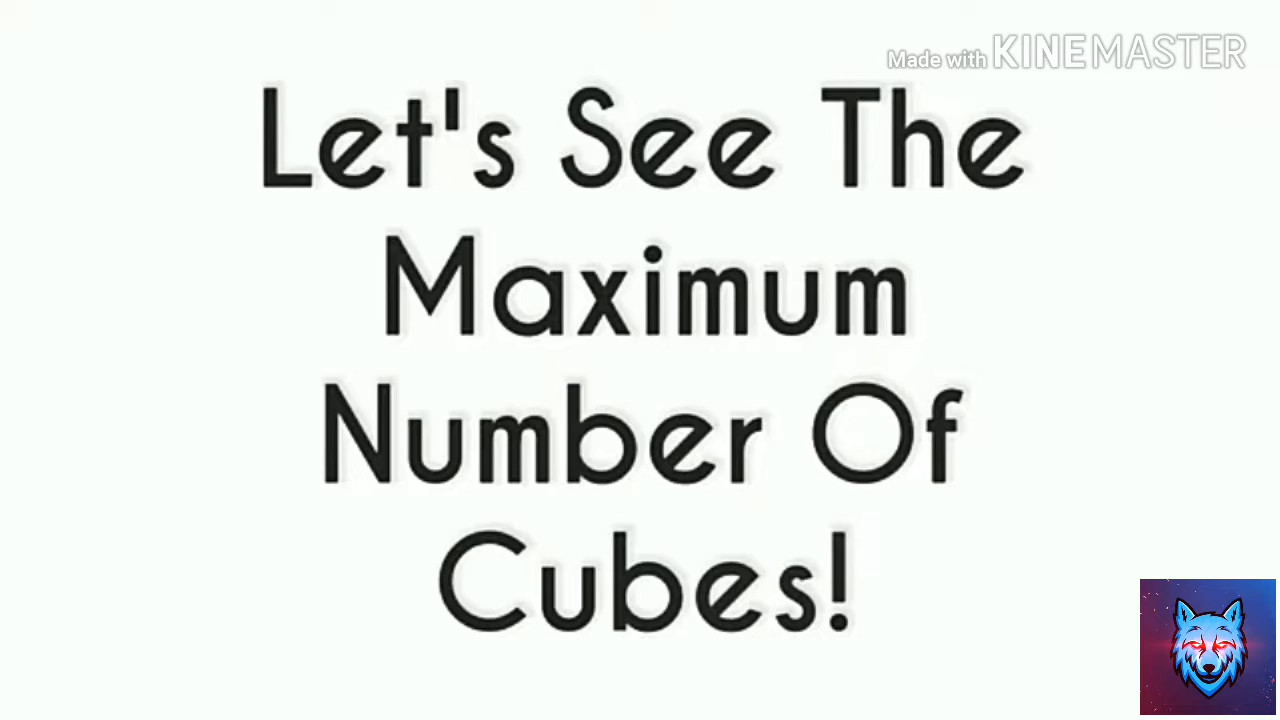 Made with KINEMASTER
Let's See The
Maximum
Number Of
Cubes!